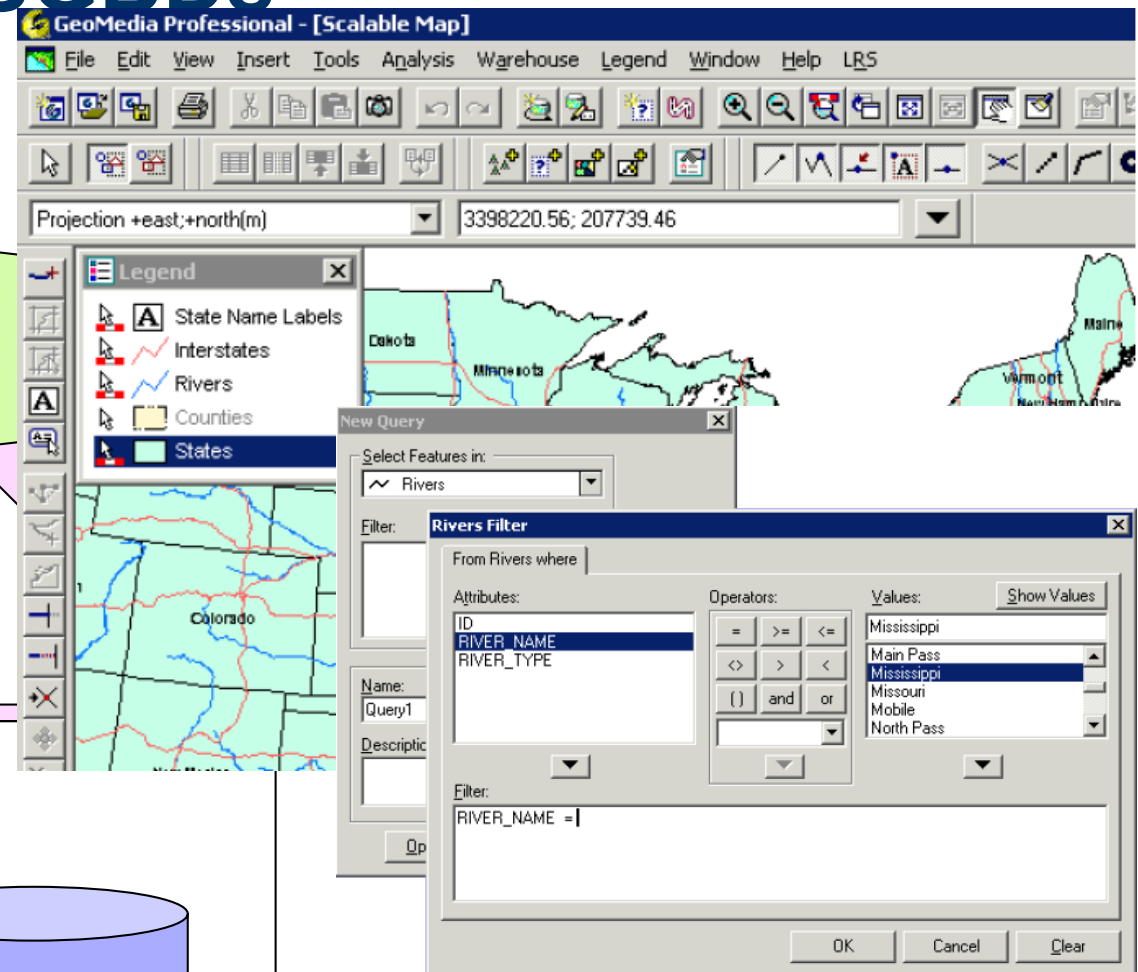 GeoMedia Professional - [Scalable Map]
File Edit View Insert Tools Analysis Warehouse Legend Window Help LRS
Projection +east;+north(m) 3398220.56; 207739.46
Legend
A State Name Labels
Interstates
Rivers
Counties
States
Dakota
Minnesota
Maine
Vermont
Colorado
New Query
Select Features in:
Rivers
Filter:
Name:
Query1
Rivers Filter
From Rivers where
Attributes:
ID
RIVER_NAME
RIVER_TYPE
Operators:
= >= <=
<> > <
( ) and or
Values:
Show Values
Mississippi
Main Pass
Mississippi
Missouri
Mobile
North Pass
Filter:
RIVER_NAME =
OK Cancel Clear